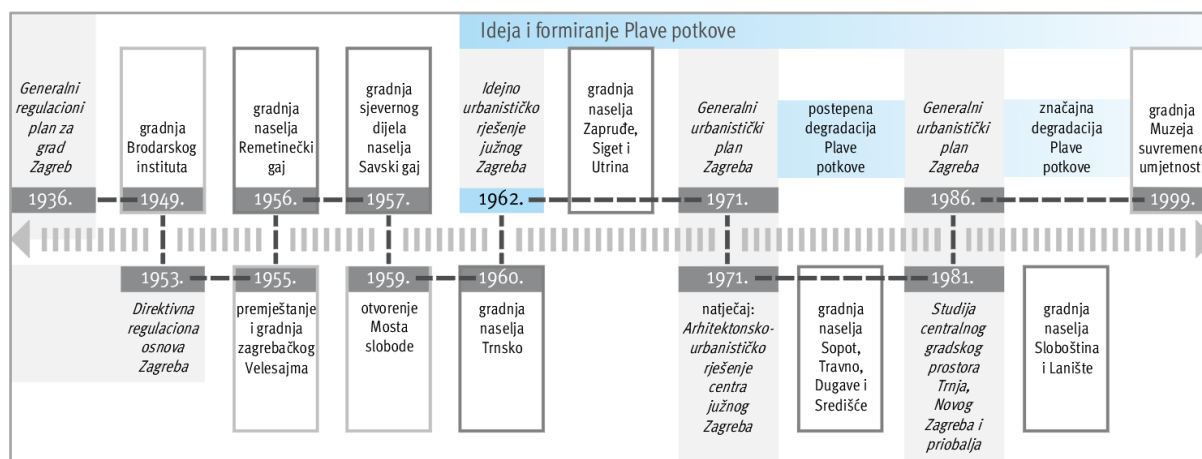 Ideja i formiranje Plave potkove
Generalni
regulacioni
plan za
grad
Zagreb
1936.
gradnja
Brodarskog
instituta
1949.
gradnja
naselja
Remetinečki
gaj
1956.
gradnja
sjevernog
dijela
naselja
Savski gaj
1957.
Idejno
urbanističko
rješenje
južnog
Zagreba
1962.
gradnja
naselja
Zapruđe,
Siget i
Utrina
Generalni
urbanistički
plan
Zagreba
1971.
postepena
degradacija
Plave
potkove
Generalni
urbanistički
plan
Zagreba
1986.
značajna
degradacija
Plave
potkove
gradnja
Muzeja
suvremene
umjetnosti
1999.
1953.
Direktivna
regulaciona
osnova
Zagreba
1955.
premještanje
i gradnja
zagrebačkog
Velesajma
1959.
otvorenje
Mosta
slobode
1960.
gradnja
naselja
Trnsko
1971.
natječaj:
Arhitektonsko-
urbanističko
rješenje
centra
južnog
Zagreba
gradnja
naselja
Sopot,
Travno,
Dugave i
Središće
1981.
Studija
centralnog
gradskog
prostora
Trnja,
Novog
Zagreba i
priobalja
gradnja
naselja
Sloboština
i Lanište